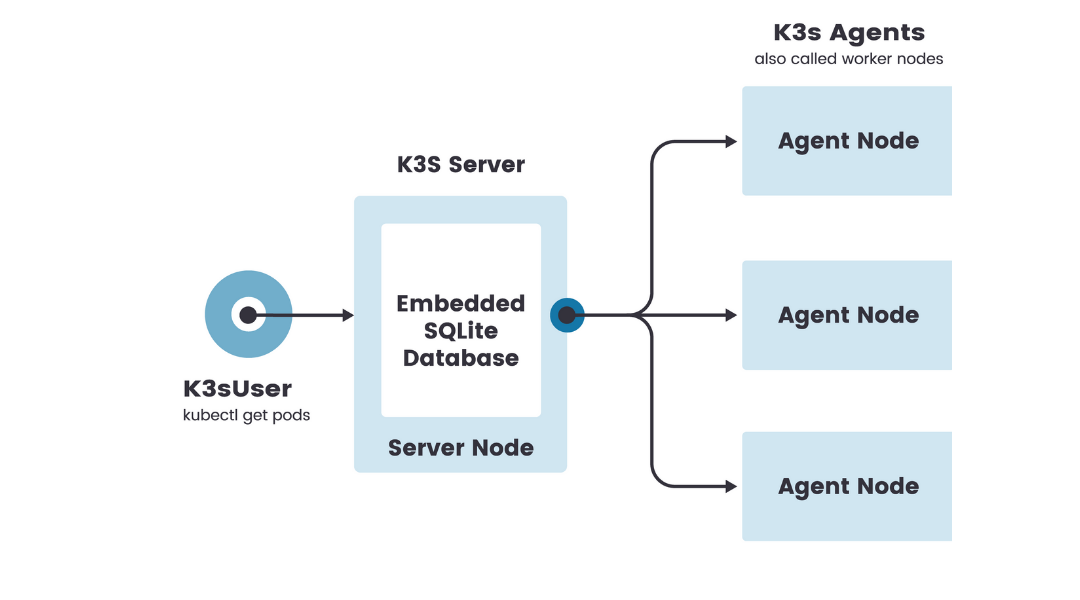 K3s Agents
also called worker nodes
Agent Node
K3S Server
Embedded
SQLite
Database
Server Node
K3sUser
kubectl get pods
Agent Node
Agent Node